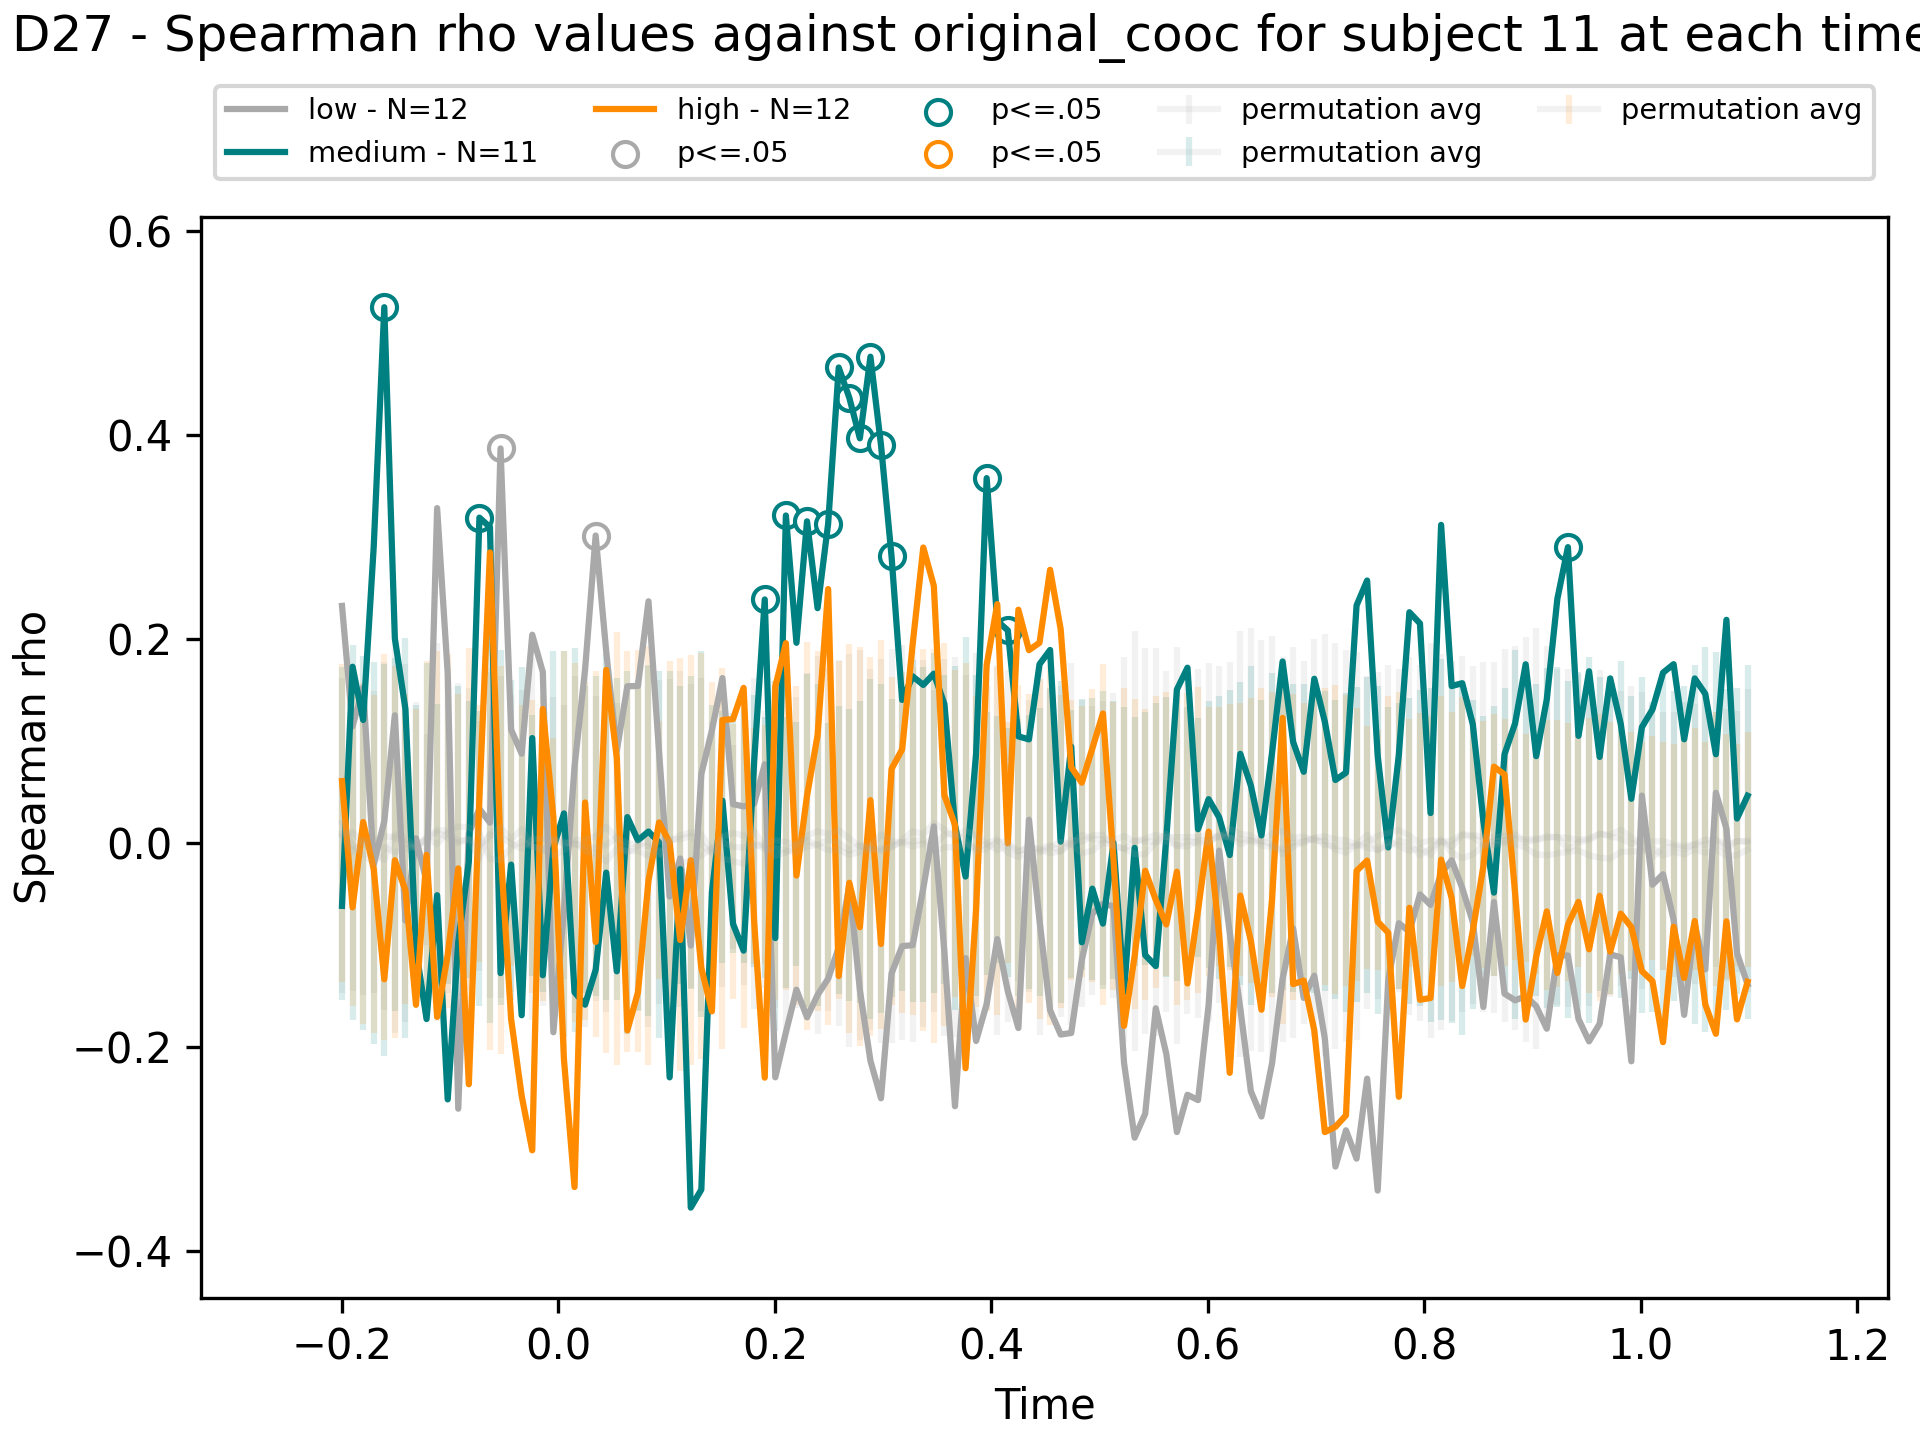 D27 - Spearman rho values against original_cooc for subject 11 at each time
low - N=12
medium - N=11
high - N=12
p<=.05
p<=.05
p<=.05
permutation avg
permutation avg
permutation avg
0.6
0.4
0.2
0.0
−0.2
−0.4
Spearman rho
−0.2 0.0 0.2 0.4 0.6 0.8 1.0 1.2
Time